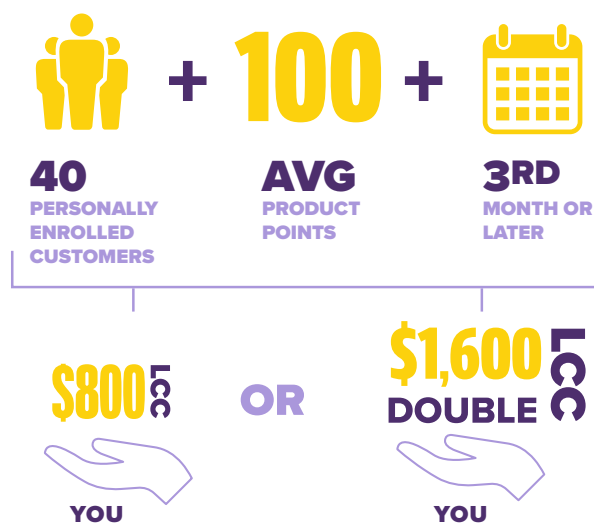 + 100 +
40
PERSONALLY
ENROLLED
CUSTOMERS
AVG
PRODUCT
POINTS
3RD
MONTH OR
LATER
$800 LCC
OR
$1,600 LCC
DOUBLE
YOU
YOU